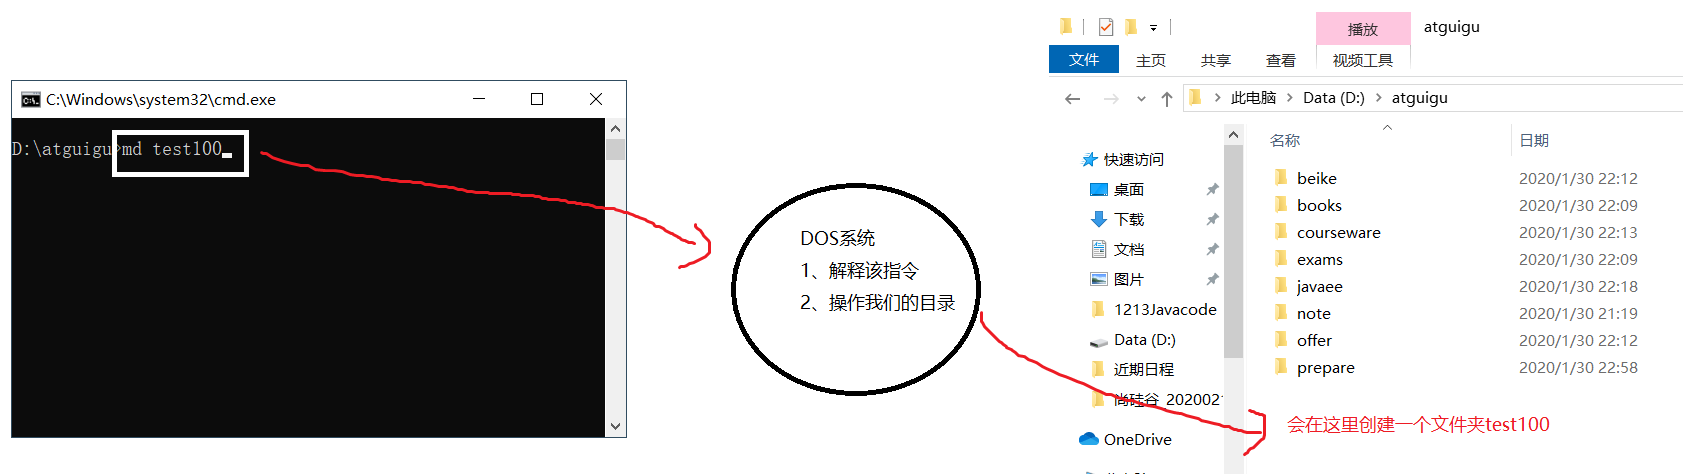 C:\Windows\system32\cmd.exe
D:\atguigu>md test100
DOS系统
1、解释该指令
2、操作我们的目录
播放
atguigu
文件
主页
共享
查看
视频工具
此电脑 > Data (D:) > atguigu
名称
日期
快速访问
桌面
下载
文档
图片
1213Javacode
Data (D:)
近期日程
尚硅谷_202002
OneDrive
beike 2020/1/30 22:12
books 2020/1/30 22:09
courseware 2020/1/30 22:13
exams 2020/1/30 22:09
javaee 2020/1/30 22:18
note 2020/1/30 21:19
offer 2020/1/30 22:12
prepare 2020/1/30 22:58
会在这里创建一个文件夹test100